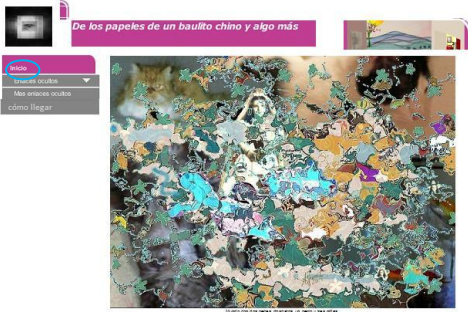 De los papeles de un baulito chino y algo más
Inicio
Enlaces ocultos
Mas enlaces ocultos
cómo llegar